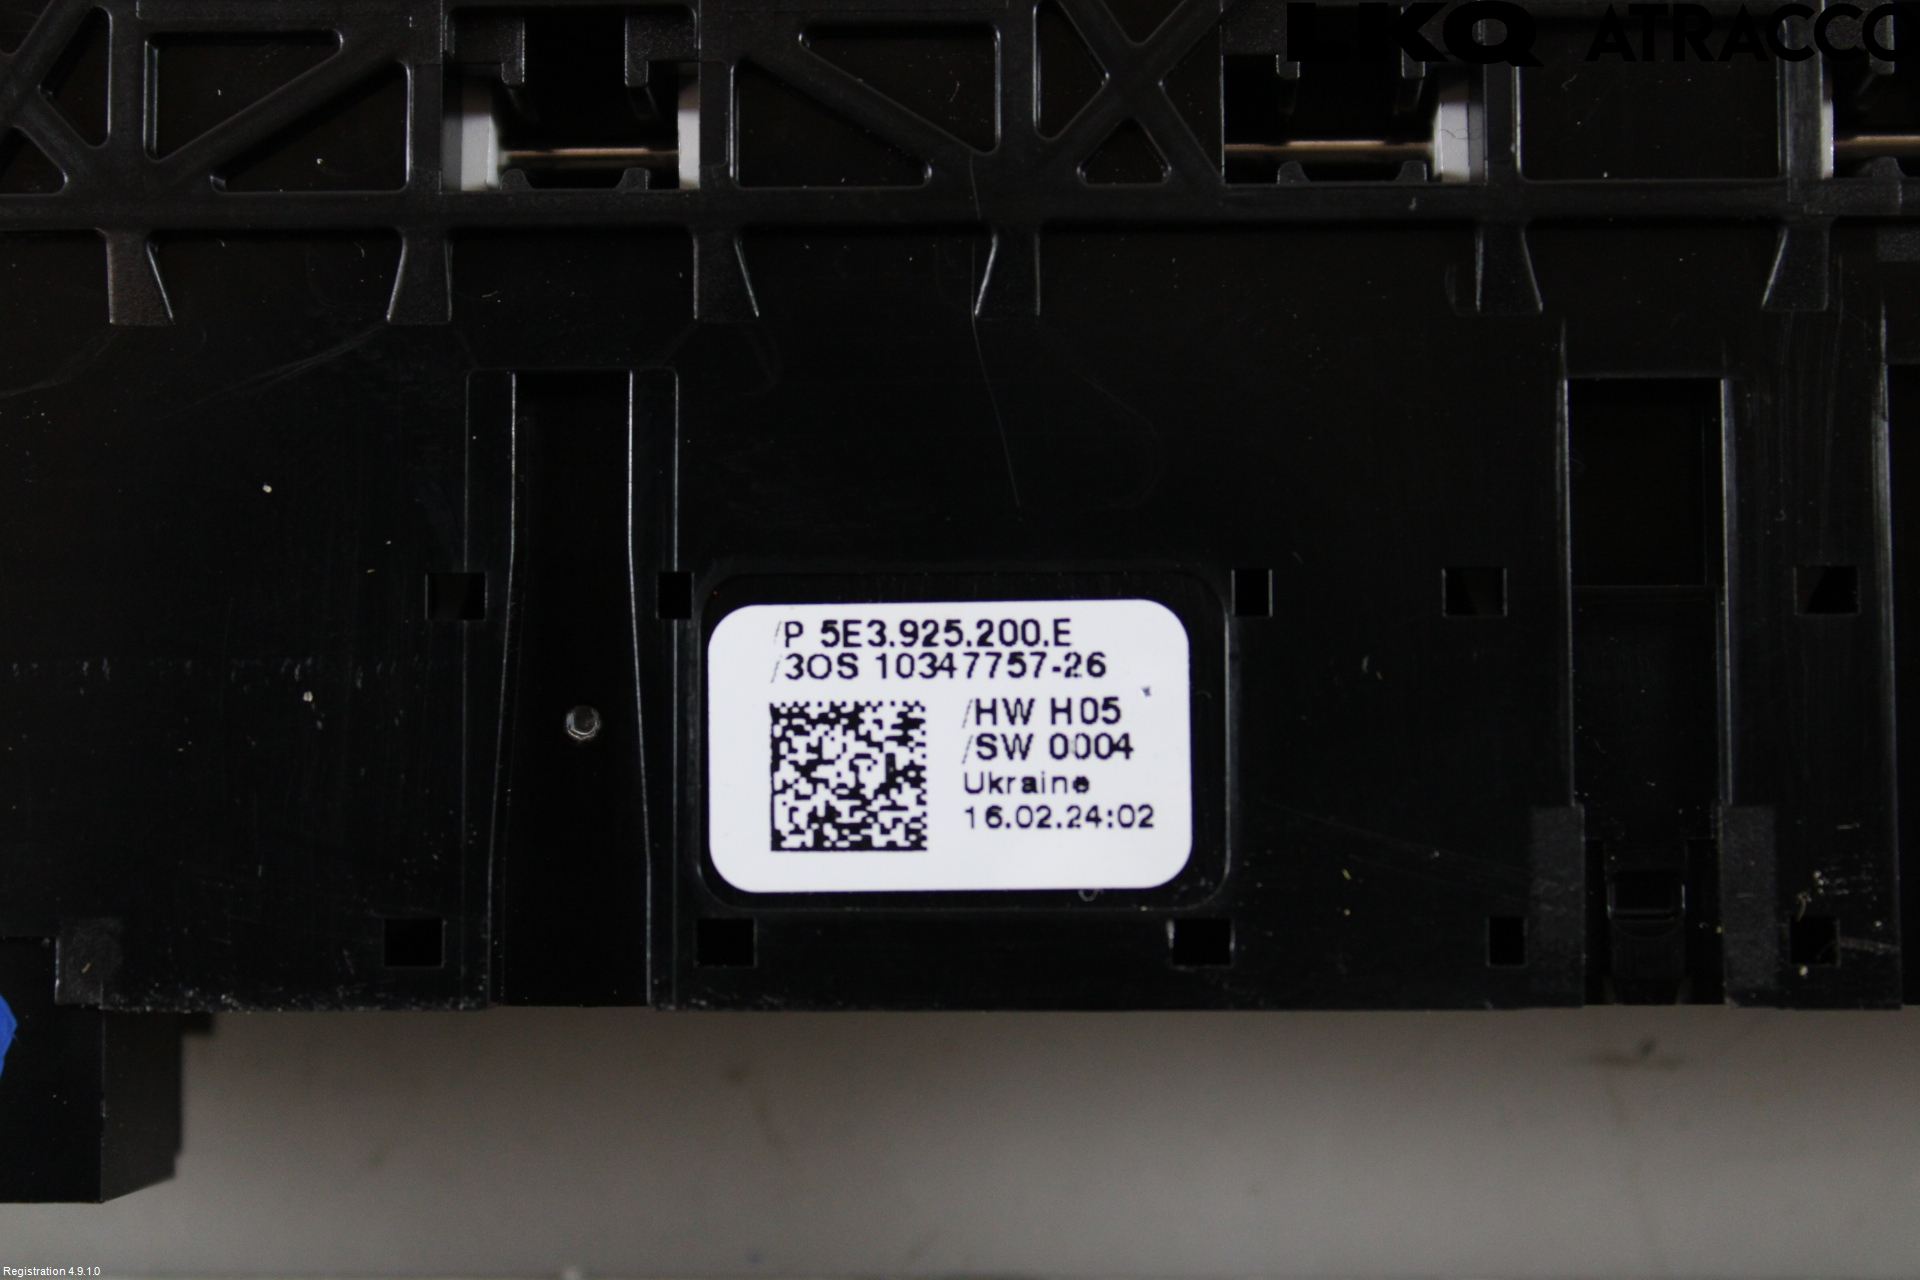 LKQ ATRACCO
/P 5E3.925.200.E
/3OS 10347757-26
/HW H05
/SW 0004
Ukraine
16.02.24:02
Registration 4.9.1.0